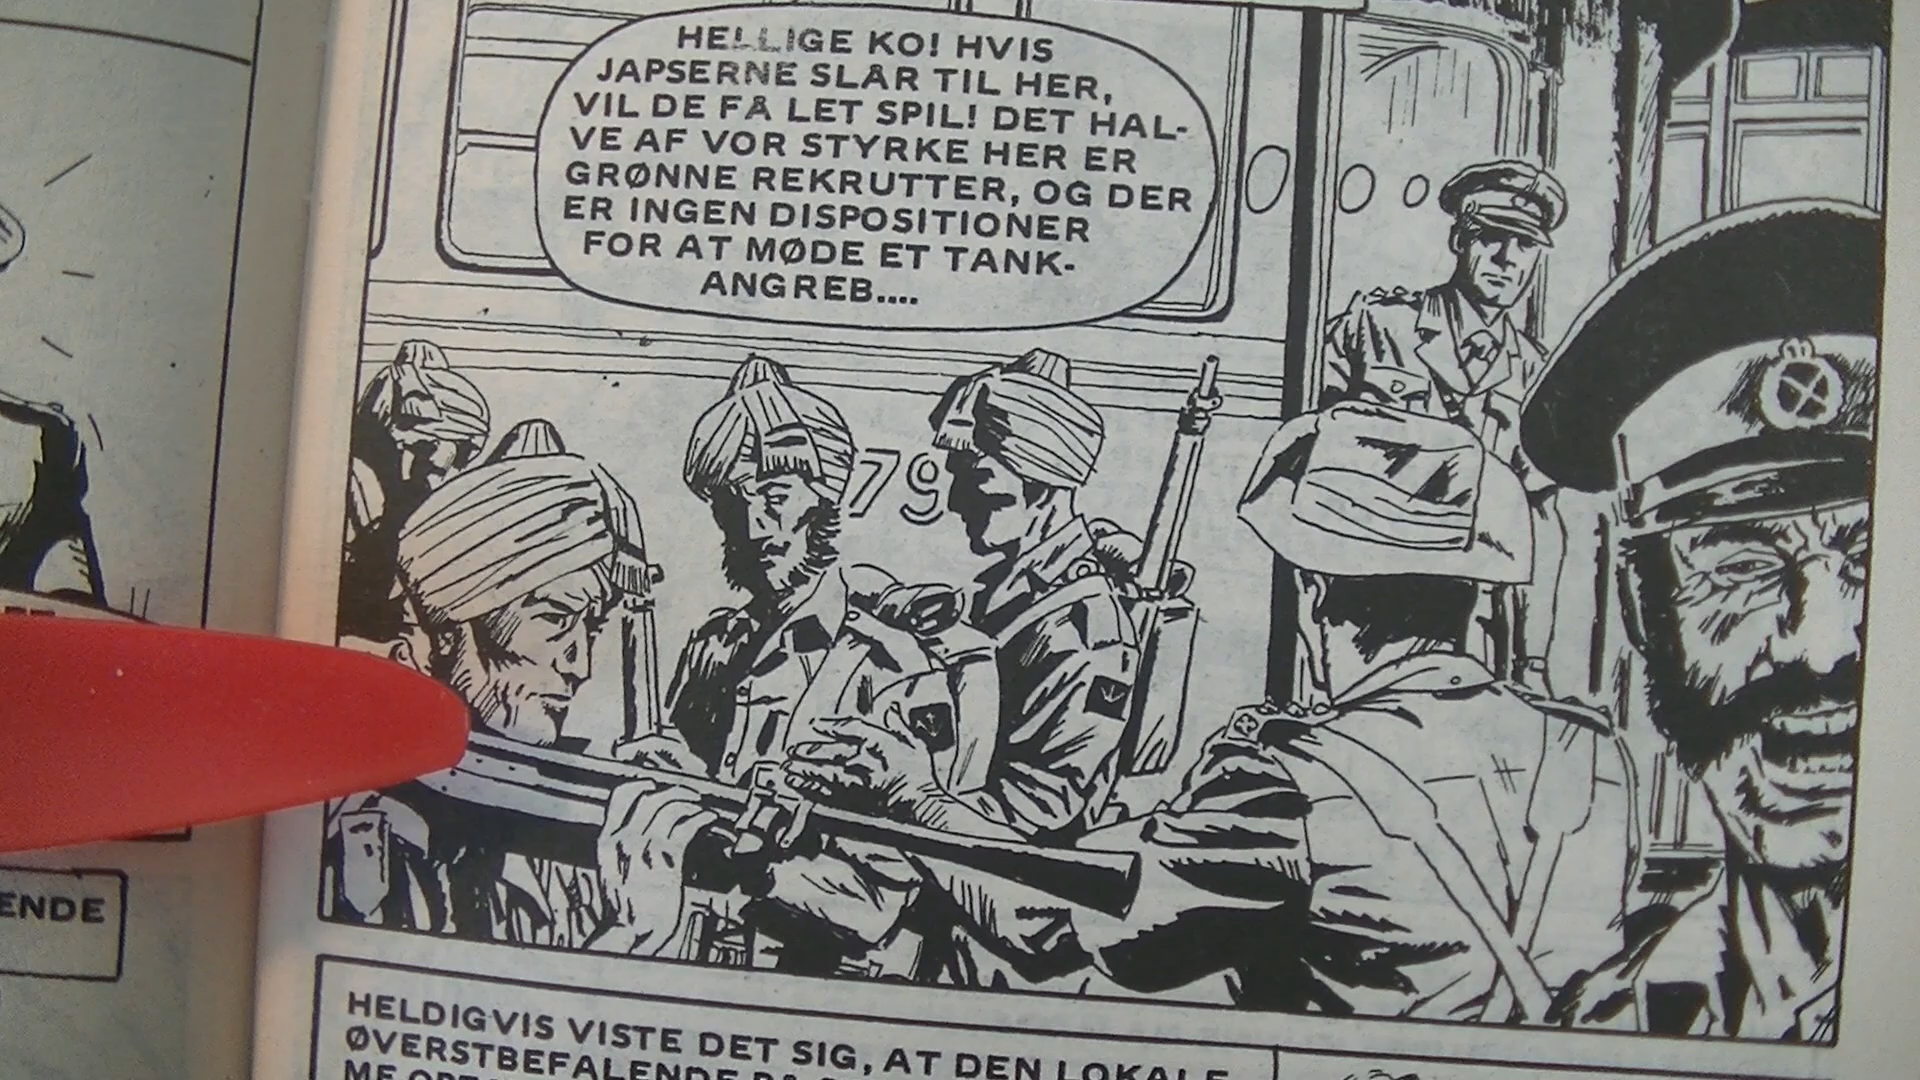 HELLIGE KO! HVIS
JAPSERNE SLÅR TIL HER,
VIL DE FÅ LET SPIL! DET HAL-
VE AF VOR STYRKE HER ER
GRØNNE REKRUTTER, OG DER
ER INGEN DISPOSITIONER
FOR AT MØDE ET TANK-
ANGREB....
79
ENDE
HELDIGVIS VISTE DET SIG, AT DEN LOKALE
ØVERSTBEFALENDE